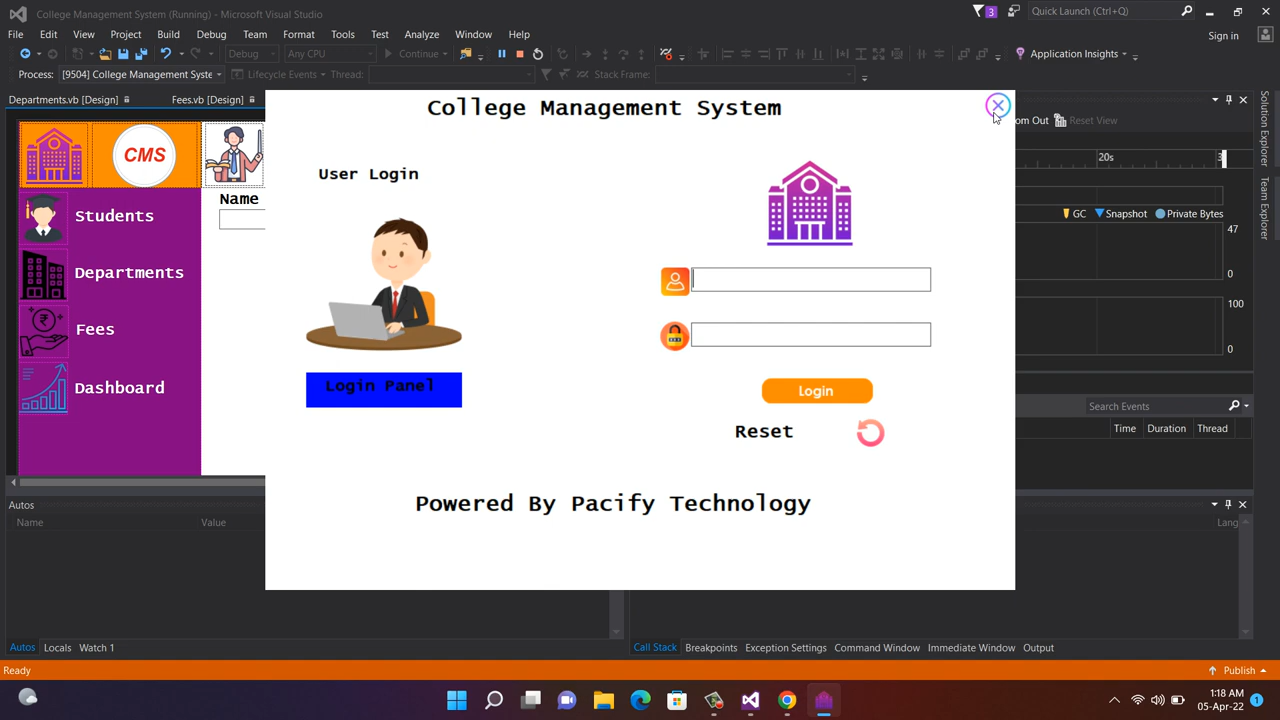 College Management System (Running) - Microsoft Visual Studio
3
Quick Launch (Ctrl+Q)
File Edit View Project Build Debug Team Format Tools Test Analyze Window Help
Sign in
Debug Any CPU Continue Application Insights
Process: [9504] College Management Syste Lifecycle Events Thread: Stack Frame:
Departments.vb [Design] Fees.vb [Design]
College Management System
om Out Reset View
CMS
User Login
20s 3
Name
Students
GC Snapshot Private Bytes
47
Departments
0
100
Fees
0
Dashboard
Login Panel
Login
Search Events
Reset
Time Duration Thread
Powered By Pacify Technology
Autos
Name Value
Lang
Autos Locals Watch 1
Call Stack Breakpoints Exception Settings Command Window Immediate Window Output
Ready
Publish
1:18 AM
05-Apr-22
1